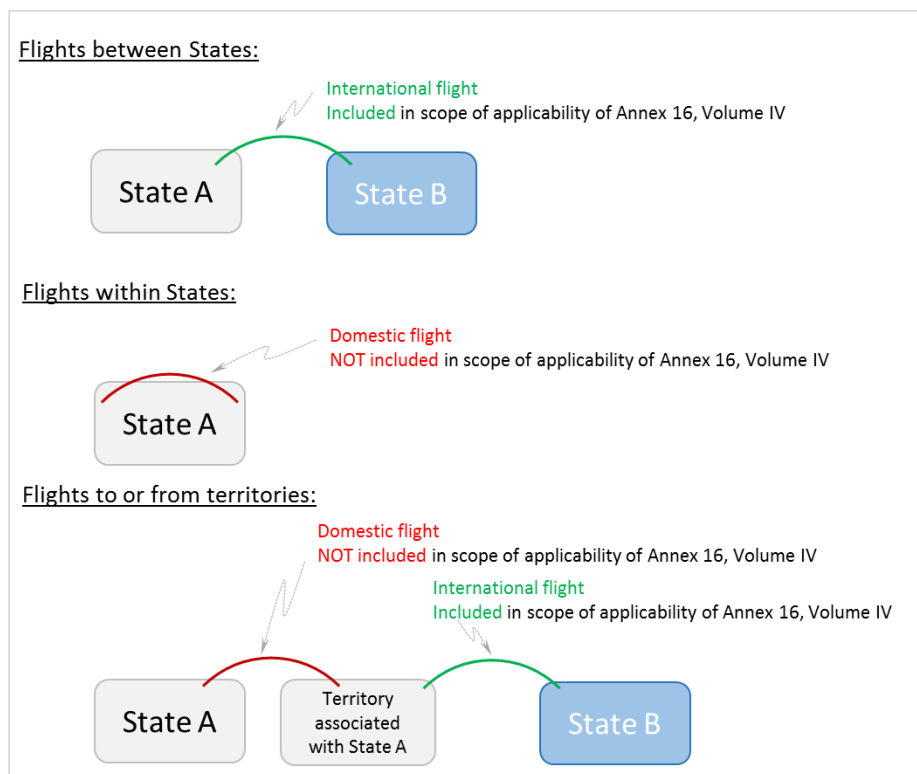 Flights between States:
International flight
Included in scope of applicability of Annex 16, Volume IV
State A
State B
Flights within States:
Domestic flight
NOT included in scope of applicability of Annex 16, Volume IV
State A
Flights to or from territories:
Domestic flight
NOT included in scope of applicability of Annex 16, Volume IV
International flight
Included in scope of applicability of Annex 16, Volume IV
State A
Territory
associated
with State A
State B